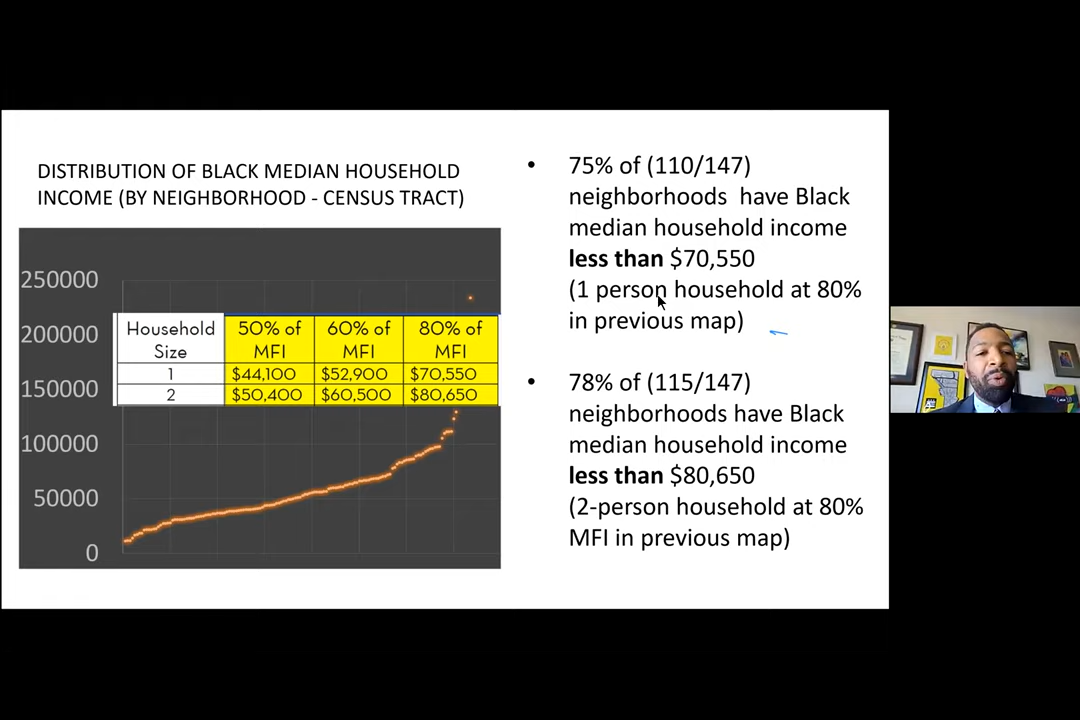 DISTRIBUTION OF BLACK MEDIAN HOUSEHOLD
INCOME (BY NEIGHBORHOOD - CENSUS TRACT)
250000
200000
150000
100000
50000
0
Household Size 50% of MFI 60% of MFI 80% of MFI
1 $44,100 $52,900 $70,550
2 $50,400 $60,500 $80,650
• 75% of (110/147)
neighborhoods have Black
median household income
less than $70,550
(1 person household at 80%
in previous map)
• 78% of (115/147)
neighborhoods have Black
median household income
less than $80,650
(2-person household at 80%
MFI in previous map)